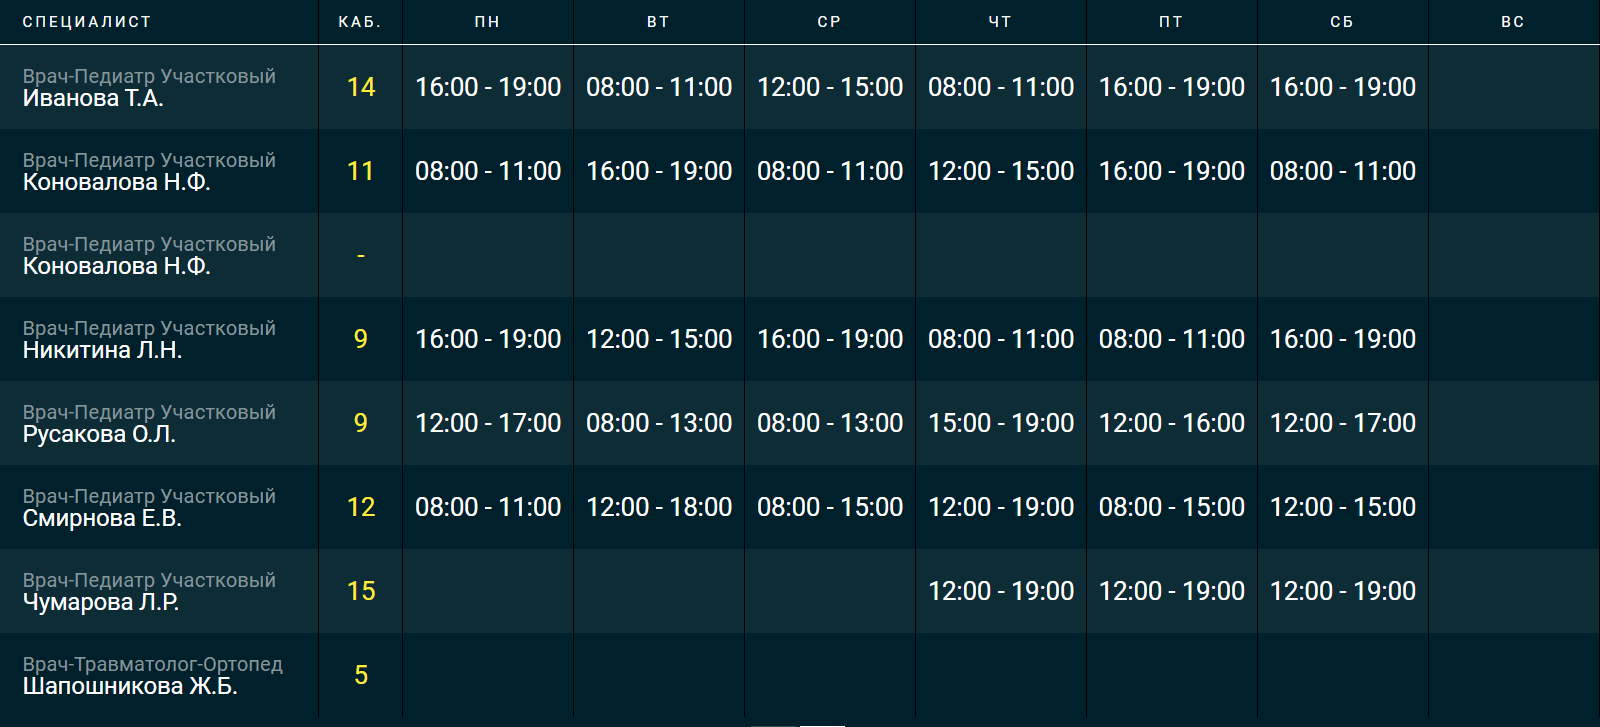 СПЕЦИАЛИСТ КАБ. ПН ВТ СР ЧТ ПТ СБ ВС
Врач-Педиатр Участковый
Иванова Т.А. 14 16:00 - 19:00 08:00 - 11:00 12:00 - 15:00 08:00 - 11:00 16:00 - 19:00 16:00 - 19:00
Врач-Педиатр Участковый
Коновалова Н.Ф. 11 08:00 - 11:00 16:00 - 19:00 08:00 - 11:00 12:00 - 15:00 16:00 - 19:00 08:00 - 11:00
Врач-Педиатр Участковый
Коновалова Н.Ф. -
Врач-Педиатр Участковый
Никитина Л.Н. 9 16:00 - 19:00 12:00 - 15:00 16:00 - 19:00 08:00 - 11:00 08:00 - 11:00 16:00 - 19:00
Врач-Педиатр Участковый
Русакова О.Л. 9 12:00 - 17:00 08:00 - 13:00 08:00 - 13:00 15:00 - 19:00 12:00 - 16:00 12:00 - 17:00
Врач-Педиатр Участковый
Смирнова Е.В. 12 08:00 - 11:00 12:00 - 18:00 08:00 - 15:00 12:00 - 19:00 08:00 - 15:00 12:00 - 15:00
Врач-Педиатр Участковый
Чумарова Л.Р. 15 12:00 - 19:00 12:00 - 19:00 12:00 - 19:00
Врач-Травматолог-Ортопед
Шапошникова Ж.Б. 5